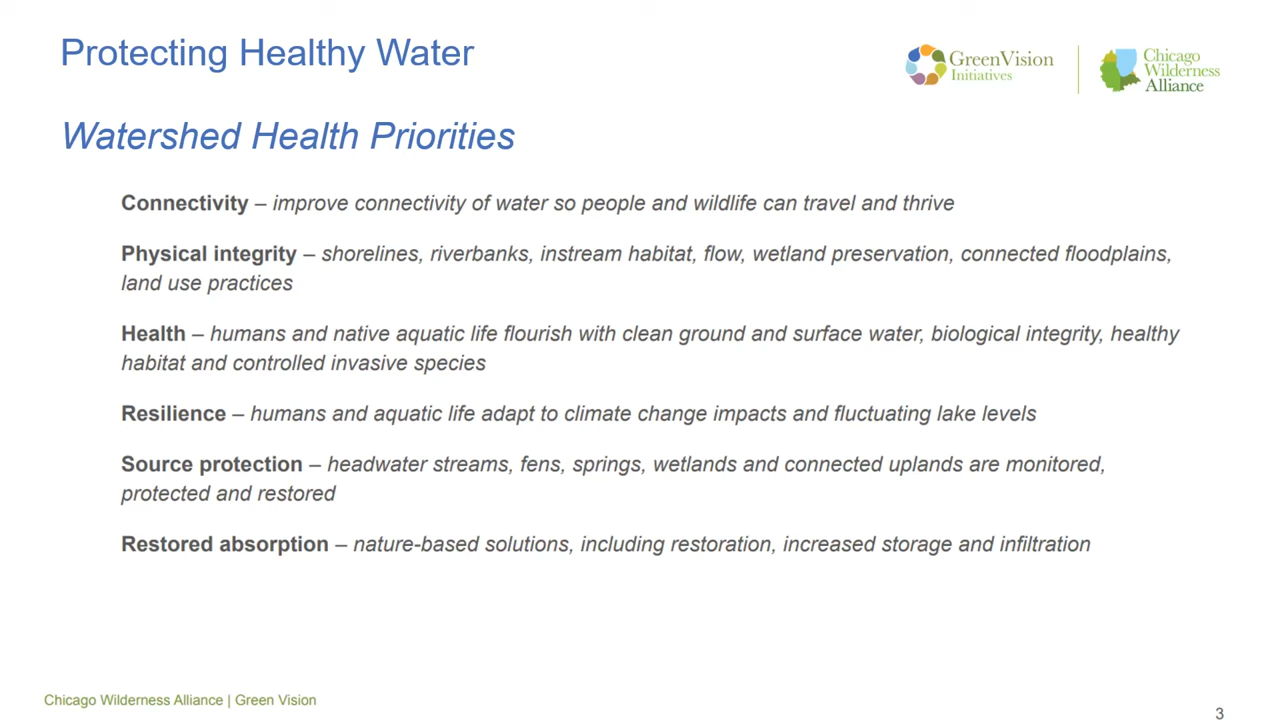 Protecting Healthy Water
GreenVision
Initiatives
Chicago
Wilderness
Alliance
Watershed Health Priorities
Connectivity – improve connectivity of water so people and wildlife can travel and thrive
Physical integrity – shorelines, riverbanks, instream habitat, flow, wetland preservation, connected floodplains,
land use practices
Health – humans and native aquatic life flourish with clean ground and surface water, biological integrity, healthy
habitat and controlled invasive species
Resilience – humans and aquatic life adapt to climate change impacts and fluctuating lake levels
Source protection – headwater streams, fens, springs, wetlands and connected uplands are monitored,
protected and restored
Restored absorption – nature-based solutions, including restoration, increased storage and infiltration
Chicago Wilderness Alliance | Green Vision
3